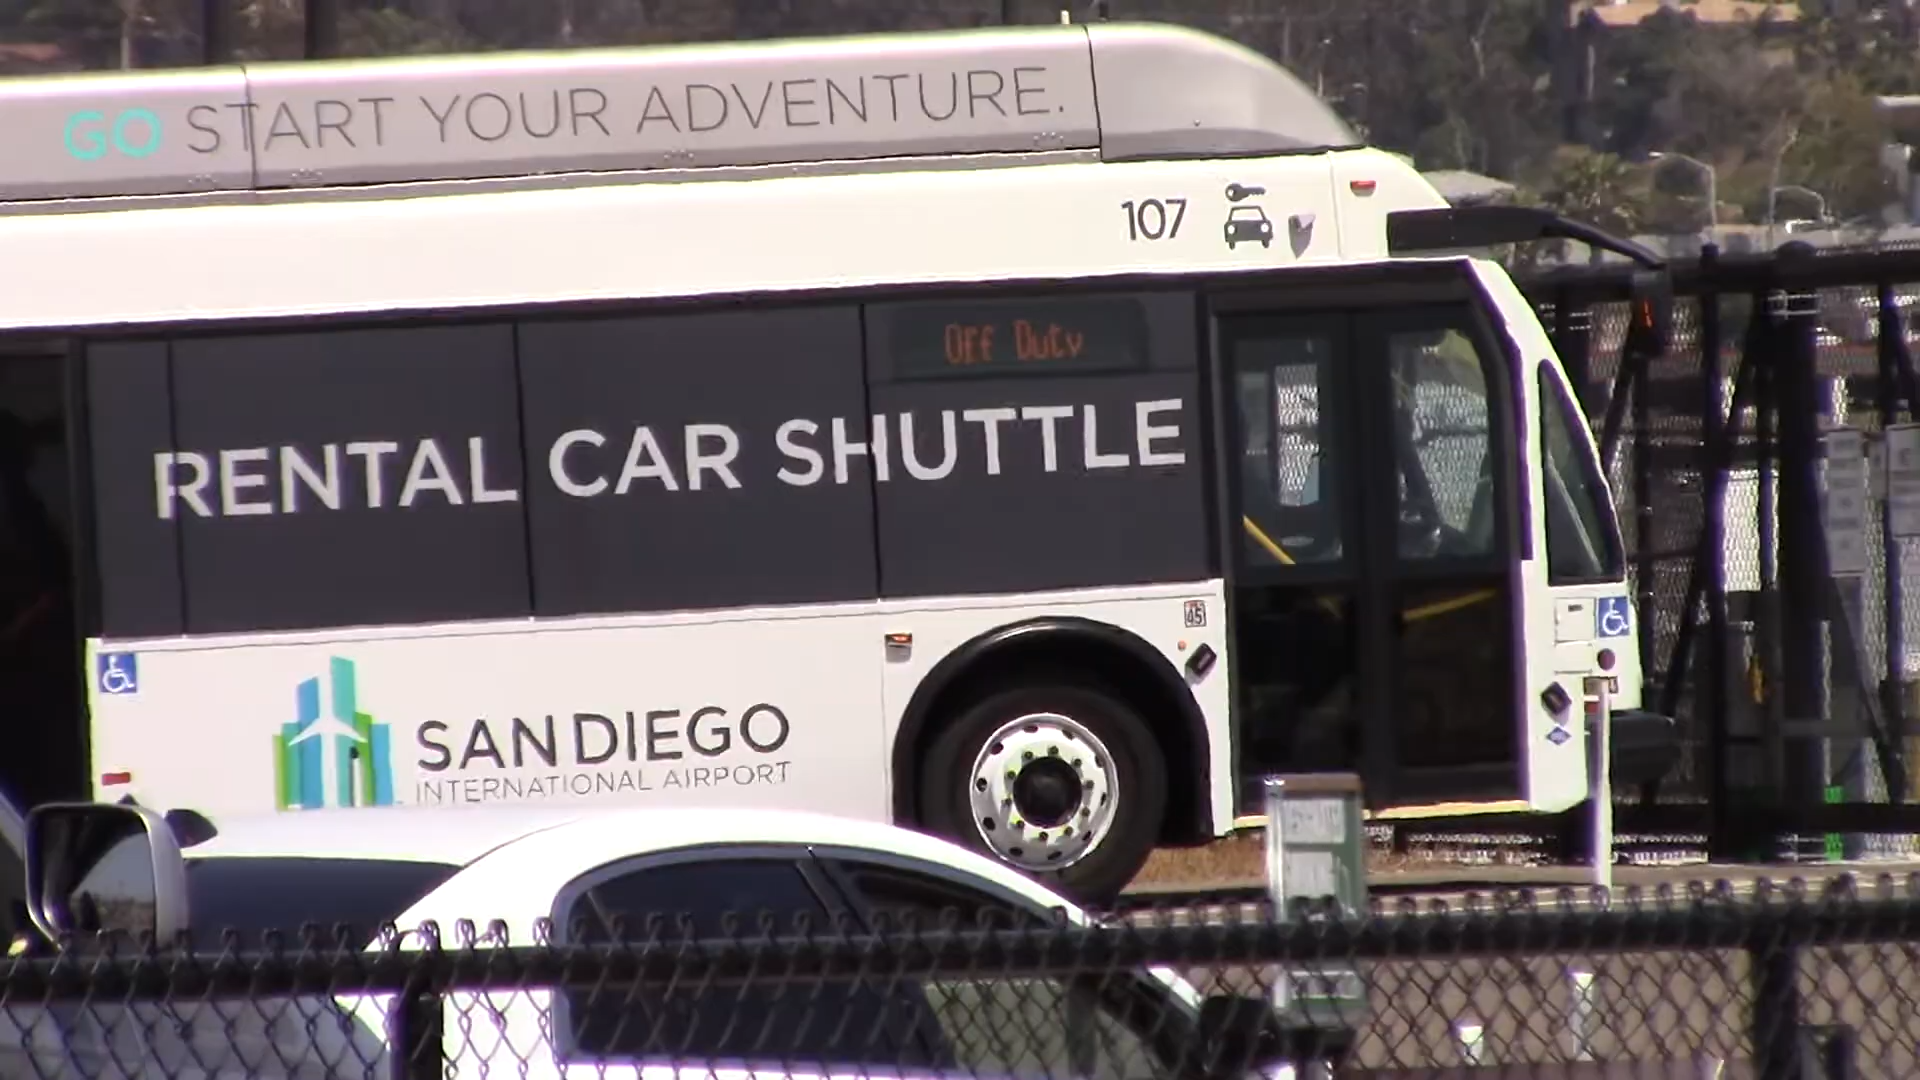 GO START YOUR ADVENTURE.
107
Off Duty
RENTAL CAR SHUTTLE
45
SAN DIEGO
INTERNATIONAL AIRPORT